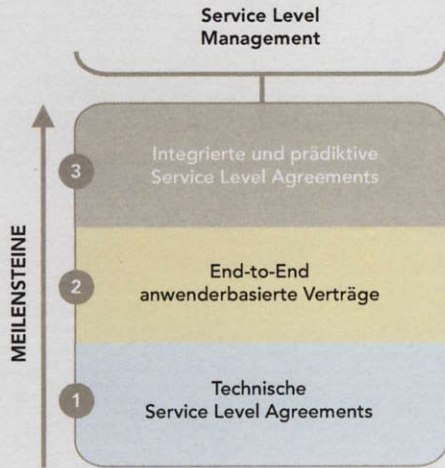 Service Level
Management
MEILENSTEINE
3
Integrierte und prädiktive
Service Level Agreements
2
End-to-End
anwenderbasierte Verträge
1
Technische
Service Level Agreements